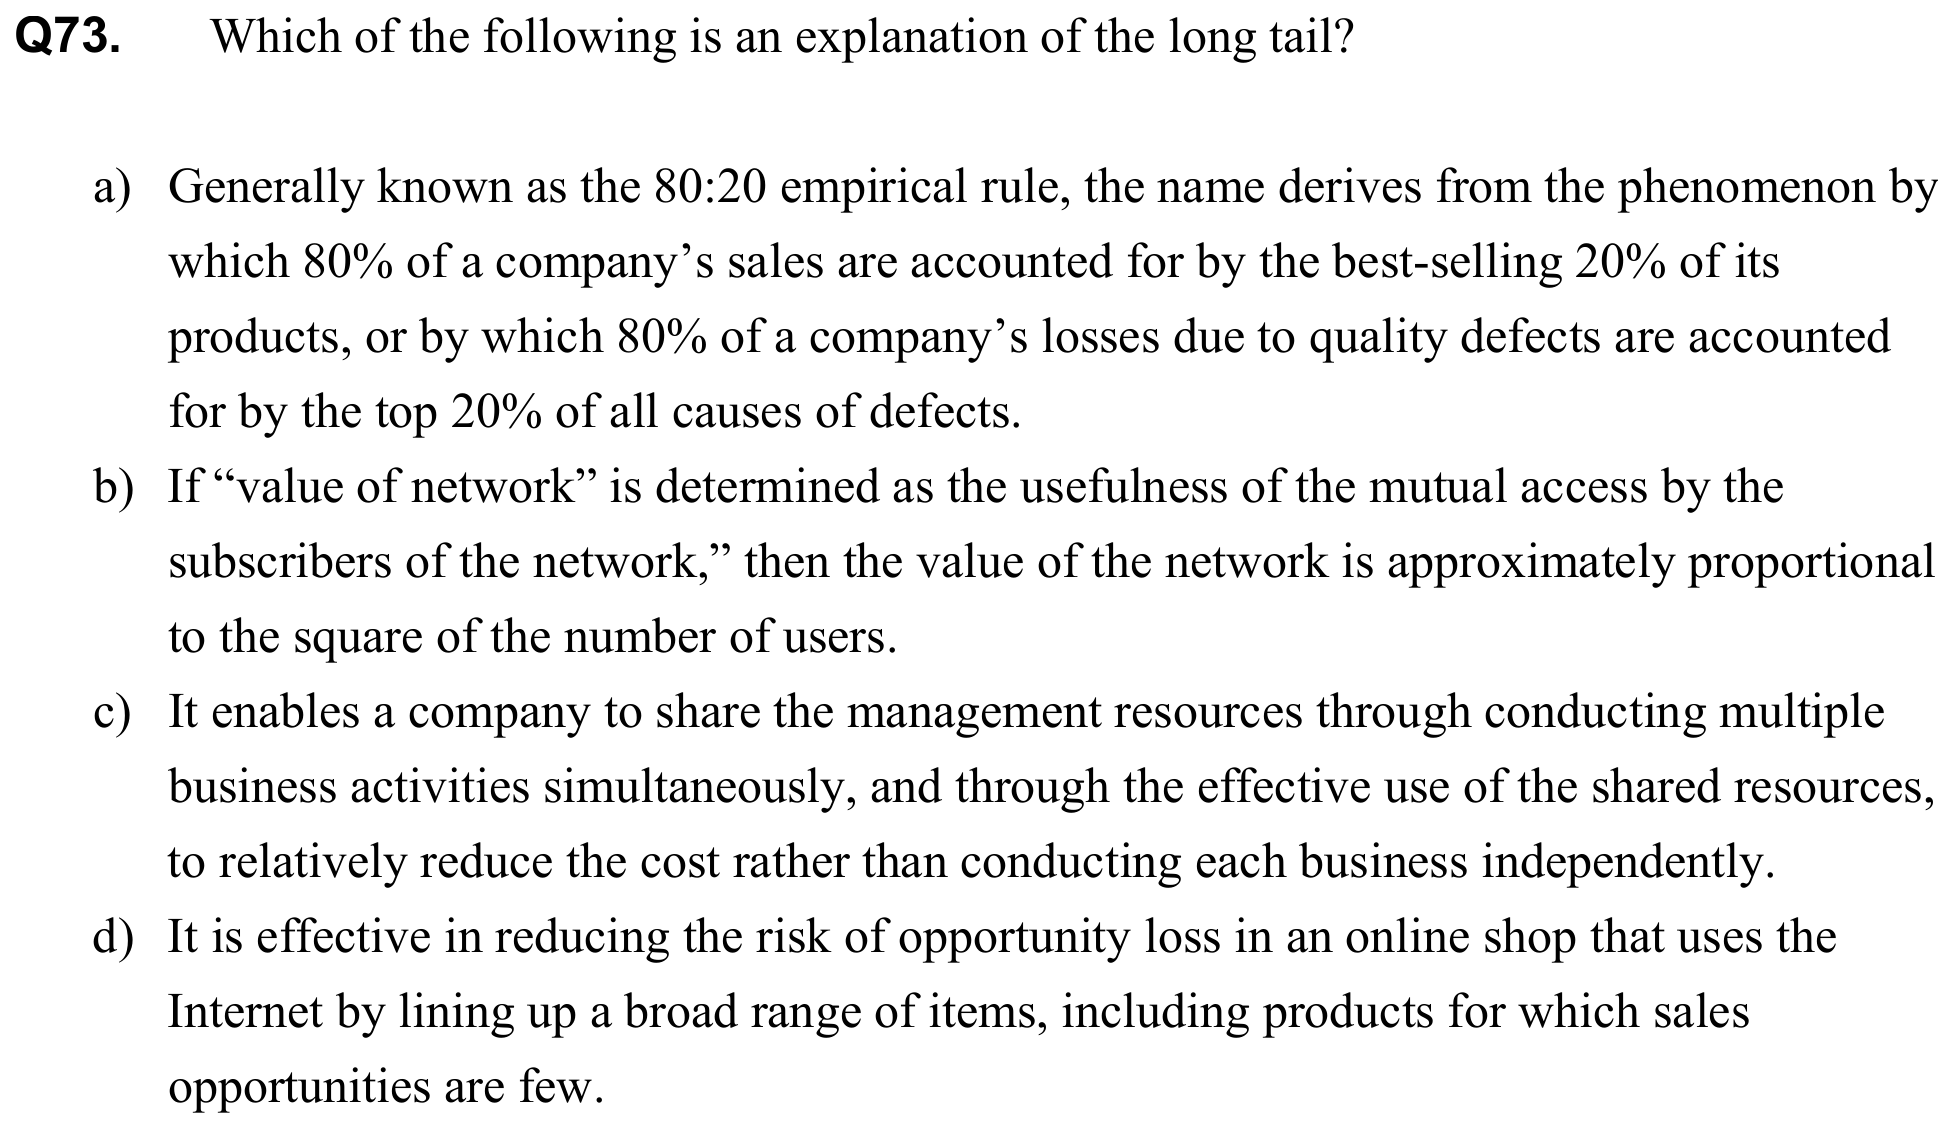 Q73. Which of the following is an explanation of the long tail?
a) Generally known as the 80:20 empirical rule, the name derives from the phenomenon by
which 80% of a company’s sales are accounted for by the best-selling 20% of its
products, or by which 80% of a company’s losses due to quality defects are accounted
for by the top 20% of all causes of defects.
b) If “value of network” is determined as the usefulness of the mutual access by the
subscribers of the network,” then the value of the network is approximately proportional
to the square of the number of users.
c) It enables a company to share the management resources through conducting multiple
business activities simultaneously, and through the effective use of the shared resources,
to relatively reduce the cost rather than conducting each business independently.
d) It is effective in reducing the risk of opportunity loss in an online shop that uses the
Internet by lining up a broad range of items, including products for which sales
opportunities are few.